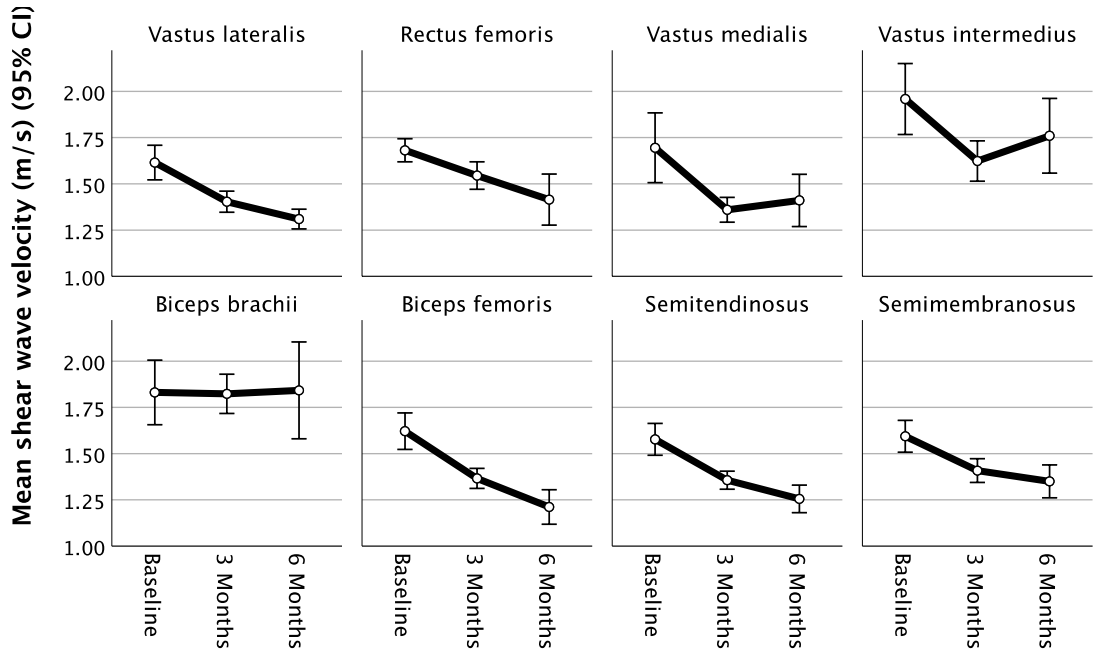 Mean shear wave velocity (m/s) (95% CI)
Vastus lateralis
Rectus femoris
Vastus medialis
Vastus intermedius
2.00
1.75
1.50
1.25
1.00
Biceps brachii
Biceps femoris
Semitendinosus
Semimembranosus
2.00
1.75
1.50
1.25
1.00
Baseline
3 Months
6 Months
Baseline
3 Months
6 Months
Baseline
3 Months
6 Months
Baseline
3 Months
6 Months